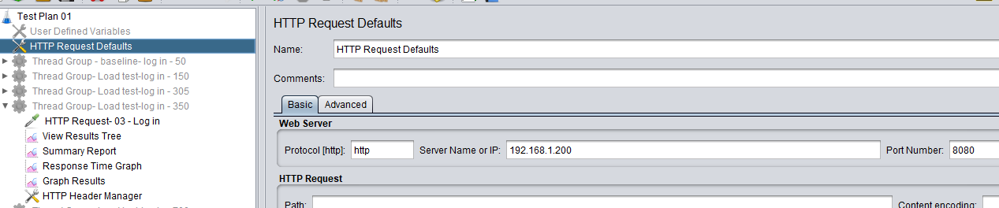 Test Plan 01
User Defined Variables
HTTP Request Defaults
Thread Group - baseline- log in - 50
Thread Group- Load test-log in - 150
Thread Group- Load test-log in - 305
Thread Group- Load test-log in - 350
HTTP Request- 03 - Log in
View Results Tree
Summary Report
Response Time Graph
Graph Results
HTTP Header Manager
HTTP Request Defaults
Name: HTTP Request Defaults
Comments:
Basic Advanced
Web Server
Protocol [http]: http Server Name or IP: 192.168.1.200 Port Number: 8080
HTTP Request
Path: Content encoding: